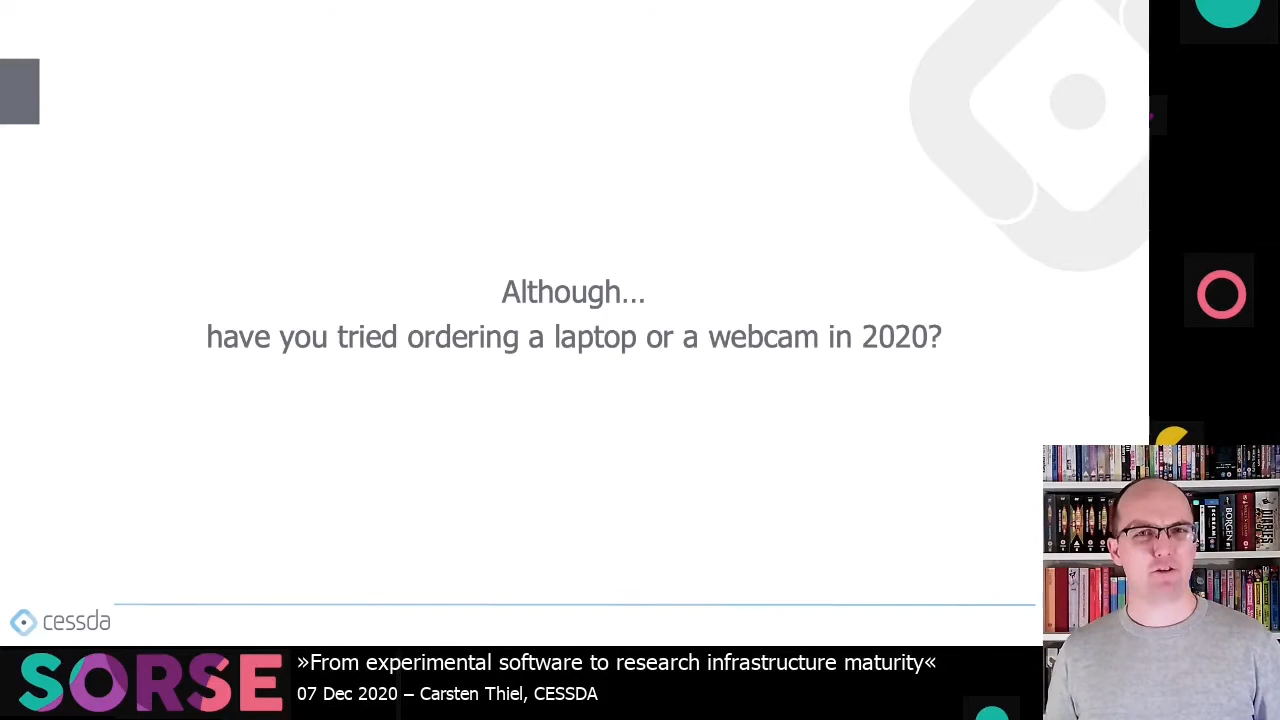 Although...
have you tried ordering a laptop or a webcam in 2020?
cessda
SORSE
»From experimental software to research infrastructure maturity«
07 Dec 2020 – Carsten Thiel, CESSDA
BORGEN